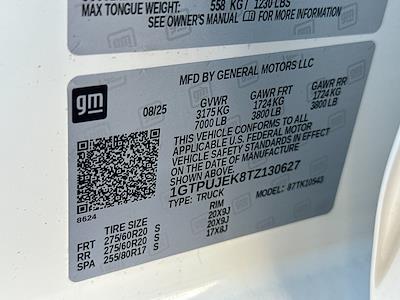 MAX TONGUE WEIGHT: 558 KG / 1230 LBS
SEE OWNER'S MANUAL FOR MORE INFORMATION
MFD BY GENERAL MOTORS LLC
gm
08/25
GVWR GAWR FRT GAWR RR
3175 KG 1724 KG 1724 KG
7000 LB 3800 LB 3800 LB
THIS VEHICLE CONFORMS TO ALL
APPLICABLE U.S. FEDERAL MOTOR
VEHICLE SAFETY STANDARDS IN
EFFECT ON THE DATE OF
MANUFACTURE SHOWN ABOVE.
1GTPUJEK8TZ130627
TYPE: TRUCK MODEL: 87TK10543
8624
TIRE SIZE RIM
FRT 275/60R20 S 20X9J
RR 275/60R20 S 20X9J
SPA 255/80R17 S 17X8J